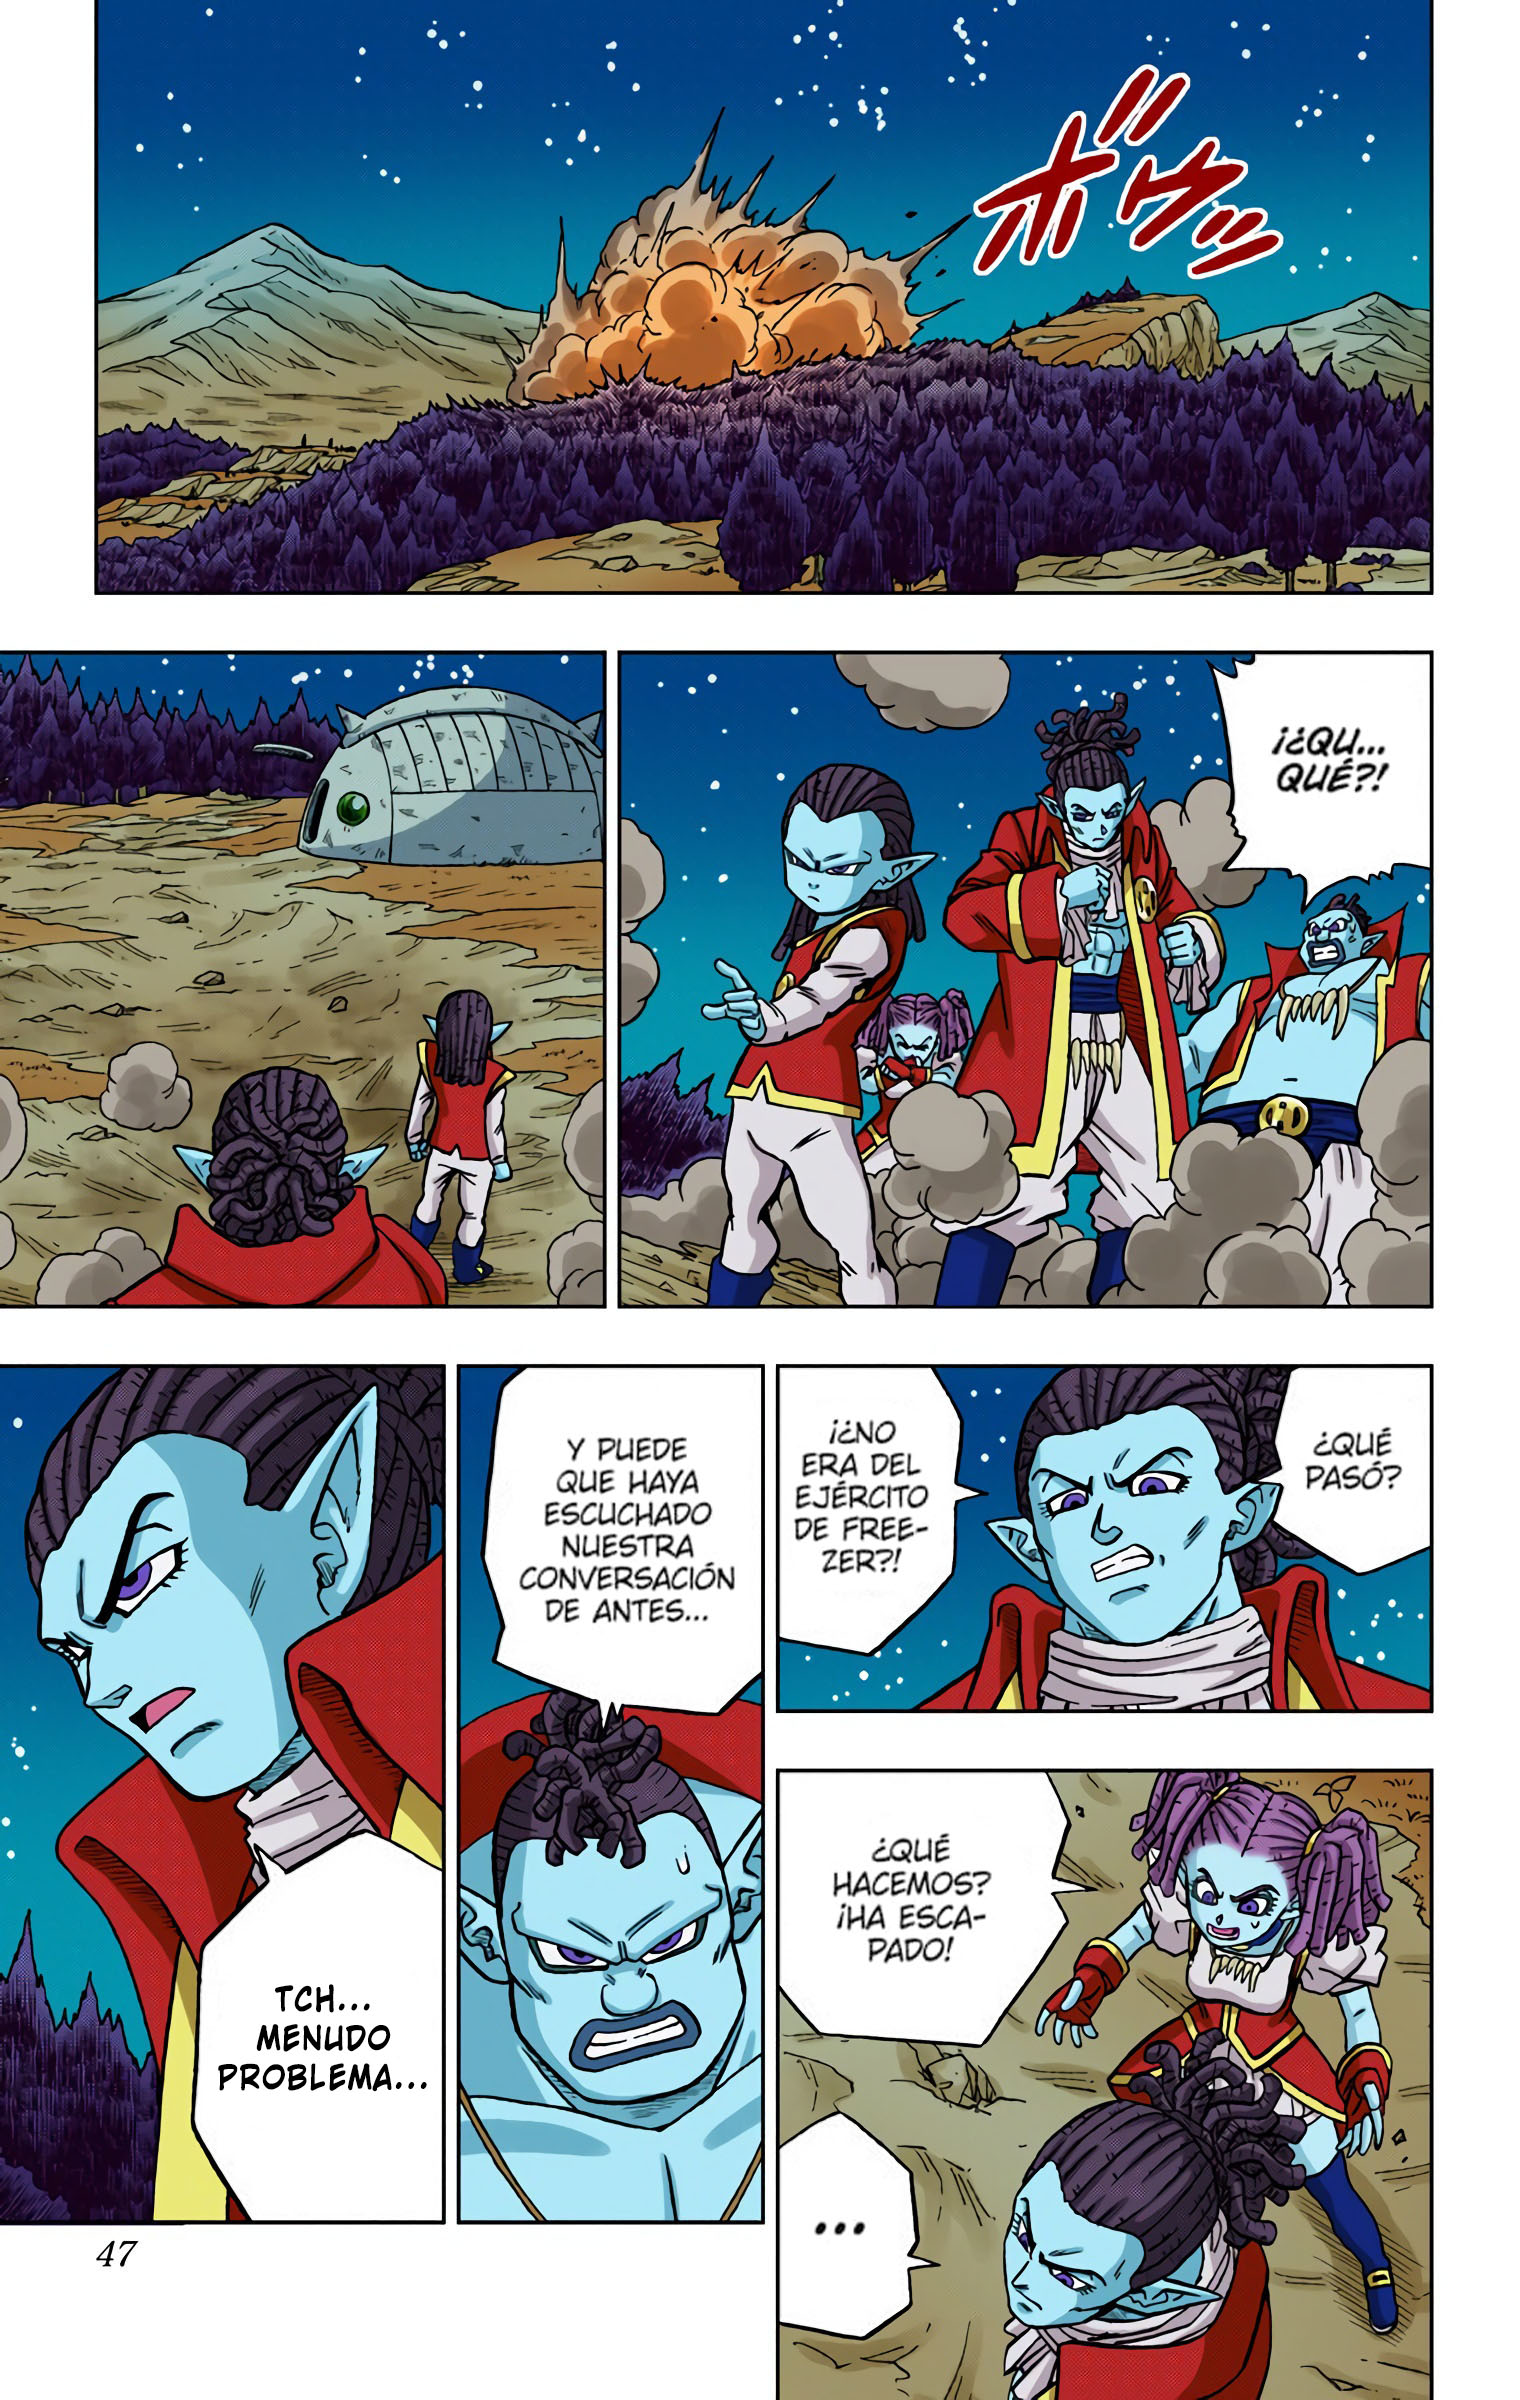 ボウッ
¡¿QU...
QUÉ?!
¿QUÉ
PASÓ?
¡¿NO
ERA DEL
EJÉRCITO
DE FREE-
ZER?!
¿QUÉ
HACEMOS?
¡HA ESCA-
PADO!
...
Y PUEDE
QUE HAYA
ESCUCHADO
NUESTRA
CONVERSACIÓN
DE ANTES...
TCH...
MENUDO
PROBLEMA...
47